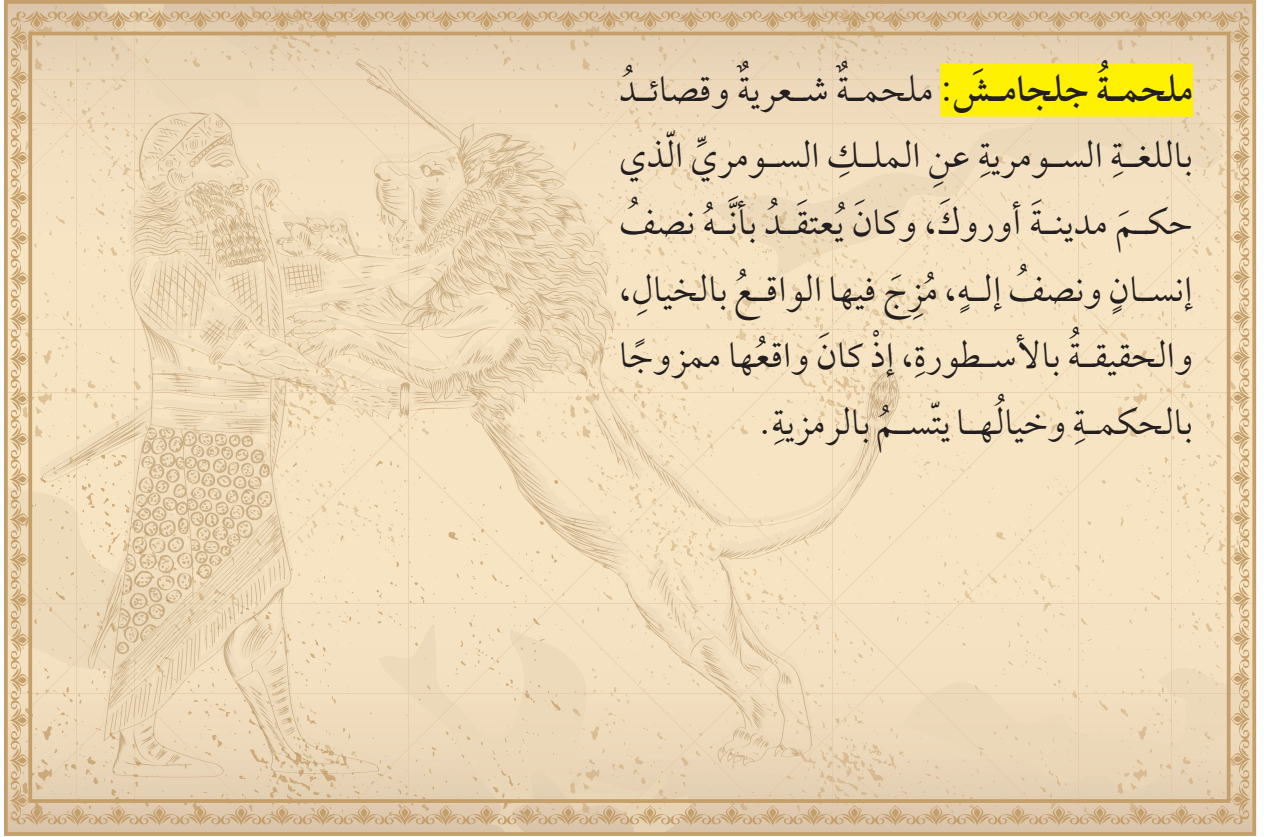 ملحمةُ جلجامشَ: ملحمةٌ شعريةٌ وقصائدُ
باللغةِ السومريةِ عنِ الملكِ السومريِّ الّذي
حكمَ مدينةَ أوروكَ، وكانَ يُعتقَدُ بأنَّهُ نصفُ
إنسانٍ ونصفُ إلهٍ، مُزِجَ فيها الواقعُ بالخيالِ،
والحقيقةُ بالأسطورةِ، إذْ كانَ واقعُها ممزوجًا
بالحكمةِ وخيالُها يتّسمُ بالرمزيةِ.